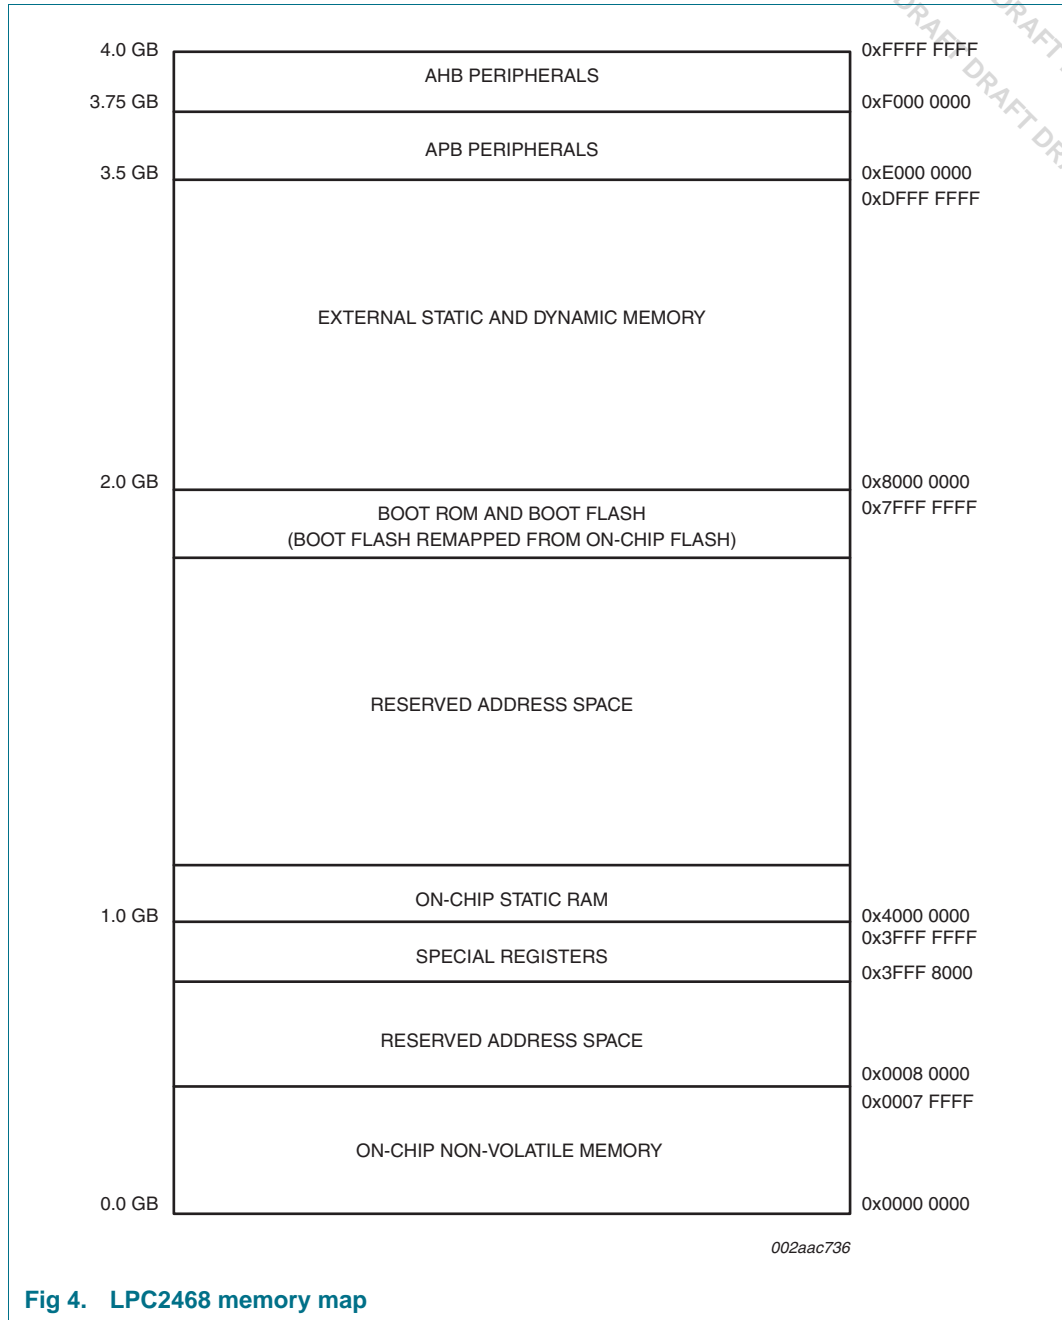 DRAFT
DRAFT DRAFT
4.0 GB 0xFFFF FFFF
AHB PERIPHERALS
3.75 GB 0xF000 0000
APB PERIPHERALS
3.5 GB 0xE000 0000
0xDFFF FFFF
EXTERNAL STATIC AND DYNAMIC MEMORY
2.0 GB 0x8000 0000
0x7FFF FFFF
BOOT ROM AND BOOT FLASH
(BOOT FLASH REMAPPED FROM ON-CHIP FLASH)
RESERVED ADDRESS SPACE
ON-CHIP STATIC RAM
1.0 GB 0x4000 0000
0x3FFF FFFF
SPECIAL REGISTERS
0x3FFF 8000
RESERVED ADDRESS SPACE
0x0008 0000
0x0007 FFFF
ON-CHIP NON-VOLATILE MEMORY
0.0 GB 0x0000 0000
002aac736
Fig 4. LPC2468 memory map